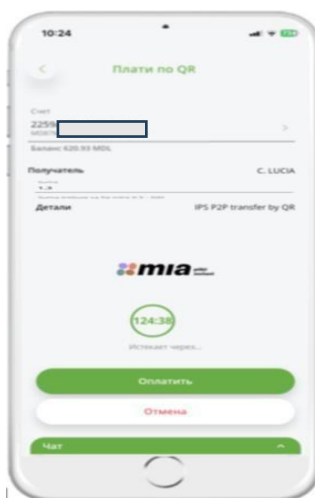 10:24
Плати по QR
Счет
2259
Баланс 620.93 MDL
Получатель
C. LUCIA
Детали
IPS P2P transfer by QR
mia
124:38
Истекает через...
Оплатить
Отмена
Чат